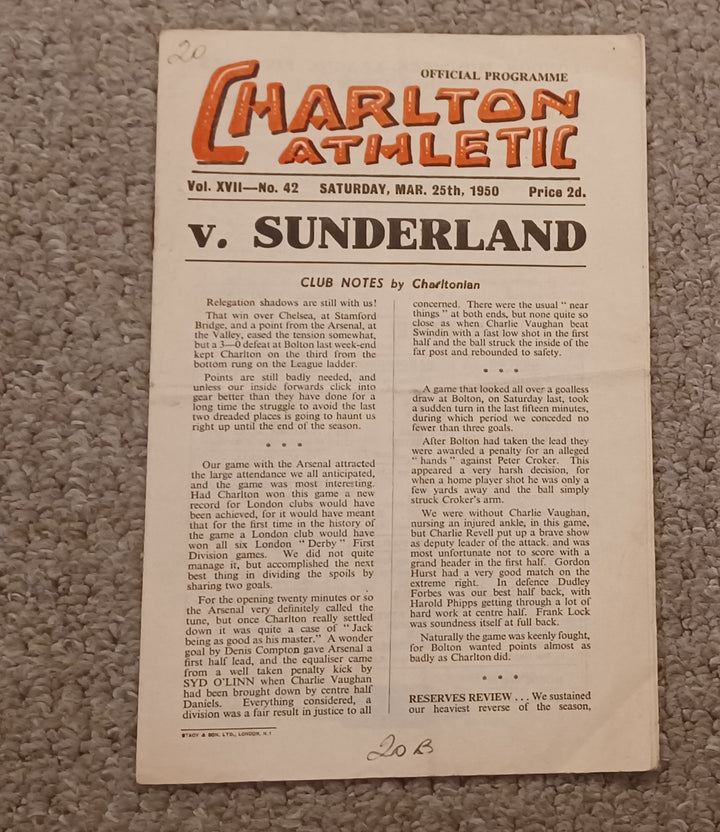 20
OFFICIAL PROGRAMME
CHARLTON
ATHLETIC
Vol. XVII—No. 42 SATURDAY, MAR. 25th, 1950 Price 2d.
v. SUNDERLAND
CLUB NOTES by Charltonian
Relegation shadows are still with us!
That win over Chelsea, at Stamford
Bridge, and a point from the Arsenal, at
the Valley, eased the tension somewhat,
but a 3—0 defeat at Bolton last week-end
kept Charlton on the third from the
bottom rung on the League ladder.
Points are still badly needed, and
unless our inside forwards click into
gear better than they have done for a
long time the struggle to avoid the last
two dreaded places is going to haunt us
right up until the end of the season.
* * *
Our game with the Arsenal attracted
the large attendance we all anticipated,
and the game was most interesting.
Had Charlton won this game a new
record for London clubs would have
been achieved, for it would have meant
that for the first time in the history of
the game a London club would have
won all six London "Derby" First
Division games. We did not quite
manage it, but accomplished the next
best thing in dividing the spoils by
sharing two goals.
For the opening twenty minutes or so
the Arsenal very definitely called the
tune, but once Charlton really settled
down it was quite a case of "Jack
being as good as his master." A wonder
goal by Denis Compton gave Arsenal a
first half lead, and the equaliser came
from a well taken penalty kick by
SYD O'LINN when Charlie Vaughan
had been brought down by centre half
Daniels. Everything considered, a
division was a fair result in justice to all
STACY & SON, LTD., LONDON, N.1
concerned. There were the usual "near
things" at both ends, but none quite so
close as when Charlie Vaughan beat
Swindin with a fast low shot in the first
half and the ball struck the inside of the
far post and rebounded to safety.
* * *
A game that looked all over a goalless
draw at Bolton, on Saturday last, took
a sudden turn in the last fifteen minutes,
during which period we conceded no
fewer than three goals.
After Bolton had taken the lead they
were awarded a penalty for an alleged
"hands" against Peter Croker. This
appeared a very harsh decision, for
when a home player shot he was only a
few yards away and the ball simply
struck Croker's arm.
We were without Charlie Vaughan,
nursing an injured ankle, in this game,
but Charlie Revell put up a brave show
as deputy leader of the attack, and was
most unfortunate not to score with a
grand header in the first half. Gordon
Hurst had a very good match on the
extreme right. In defence Dudley
Forbes was our best half back, with
Harold Phipps getting through a lot of
hard work at centre half. Frank Lock
was soundness itself at full back.
Naturally the game was keenly fought,
for Bolton wanted points almost as
badly as Charlton did.
* * *
RESERVES REVIEW . . . We sustained
our heaviest reverse of the season,
20 B